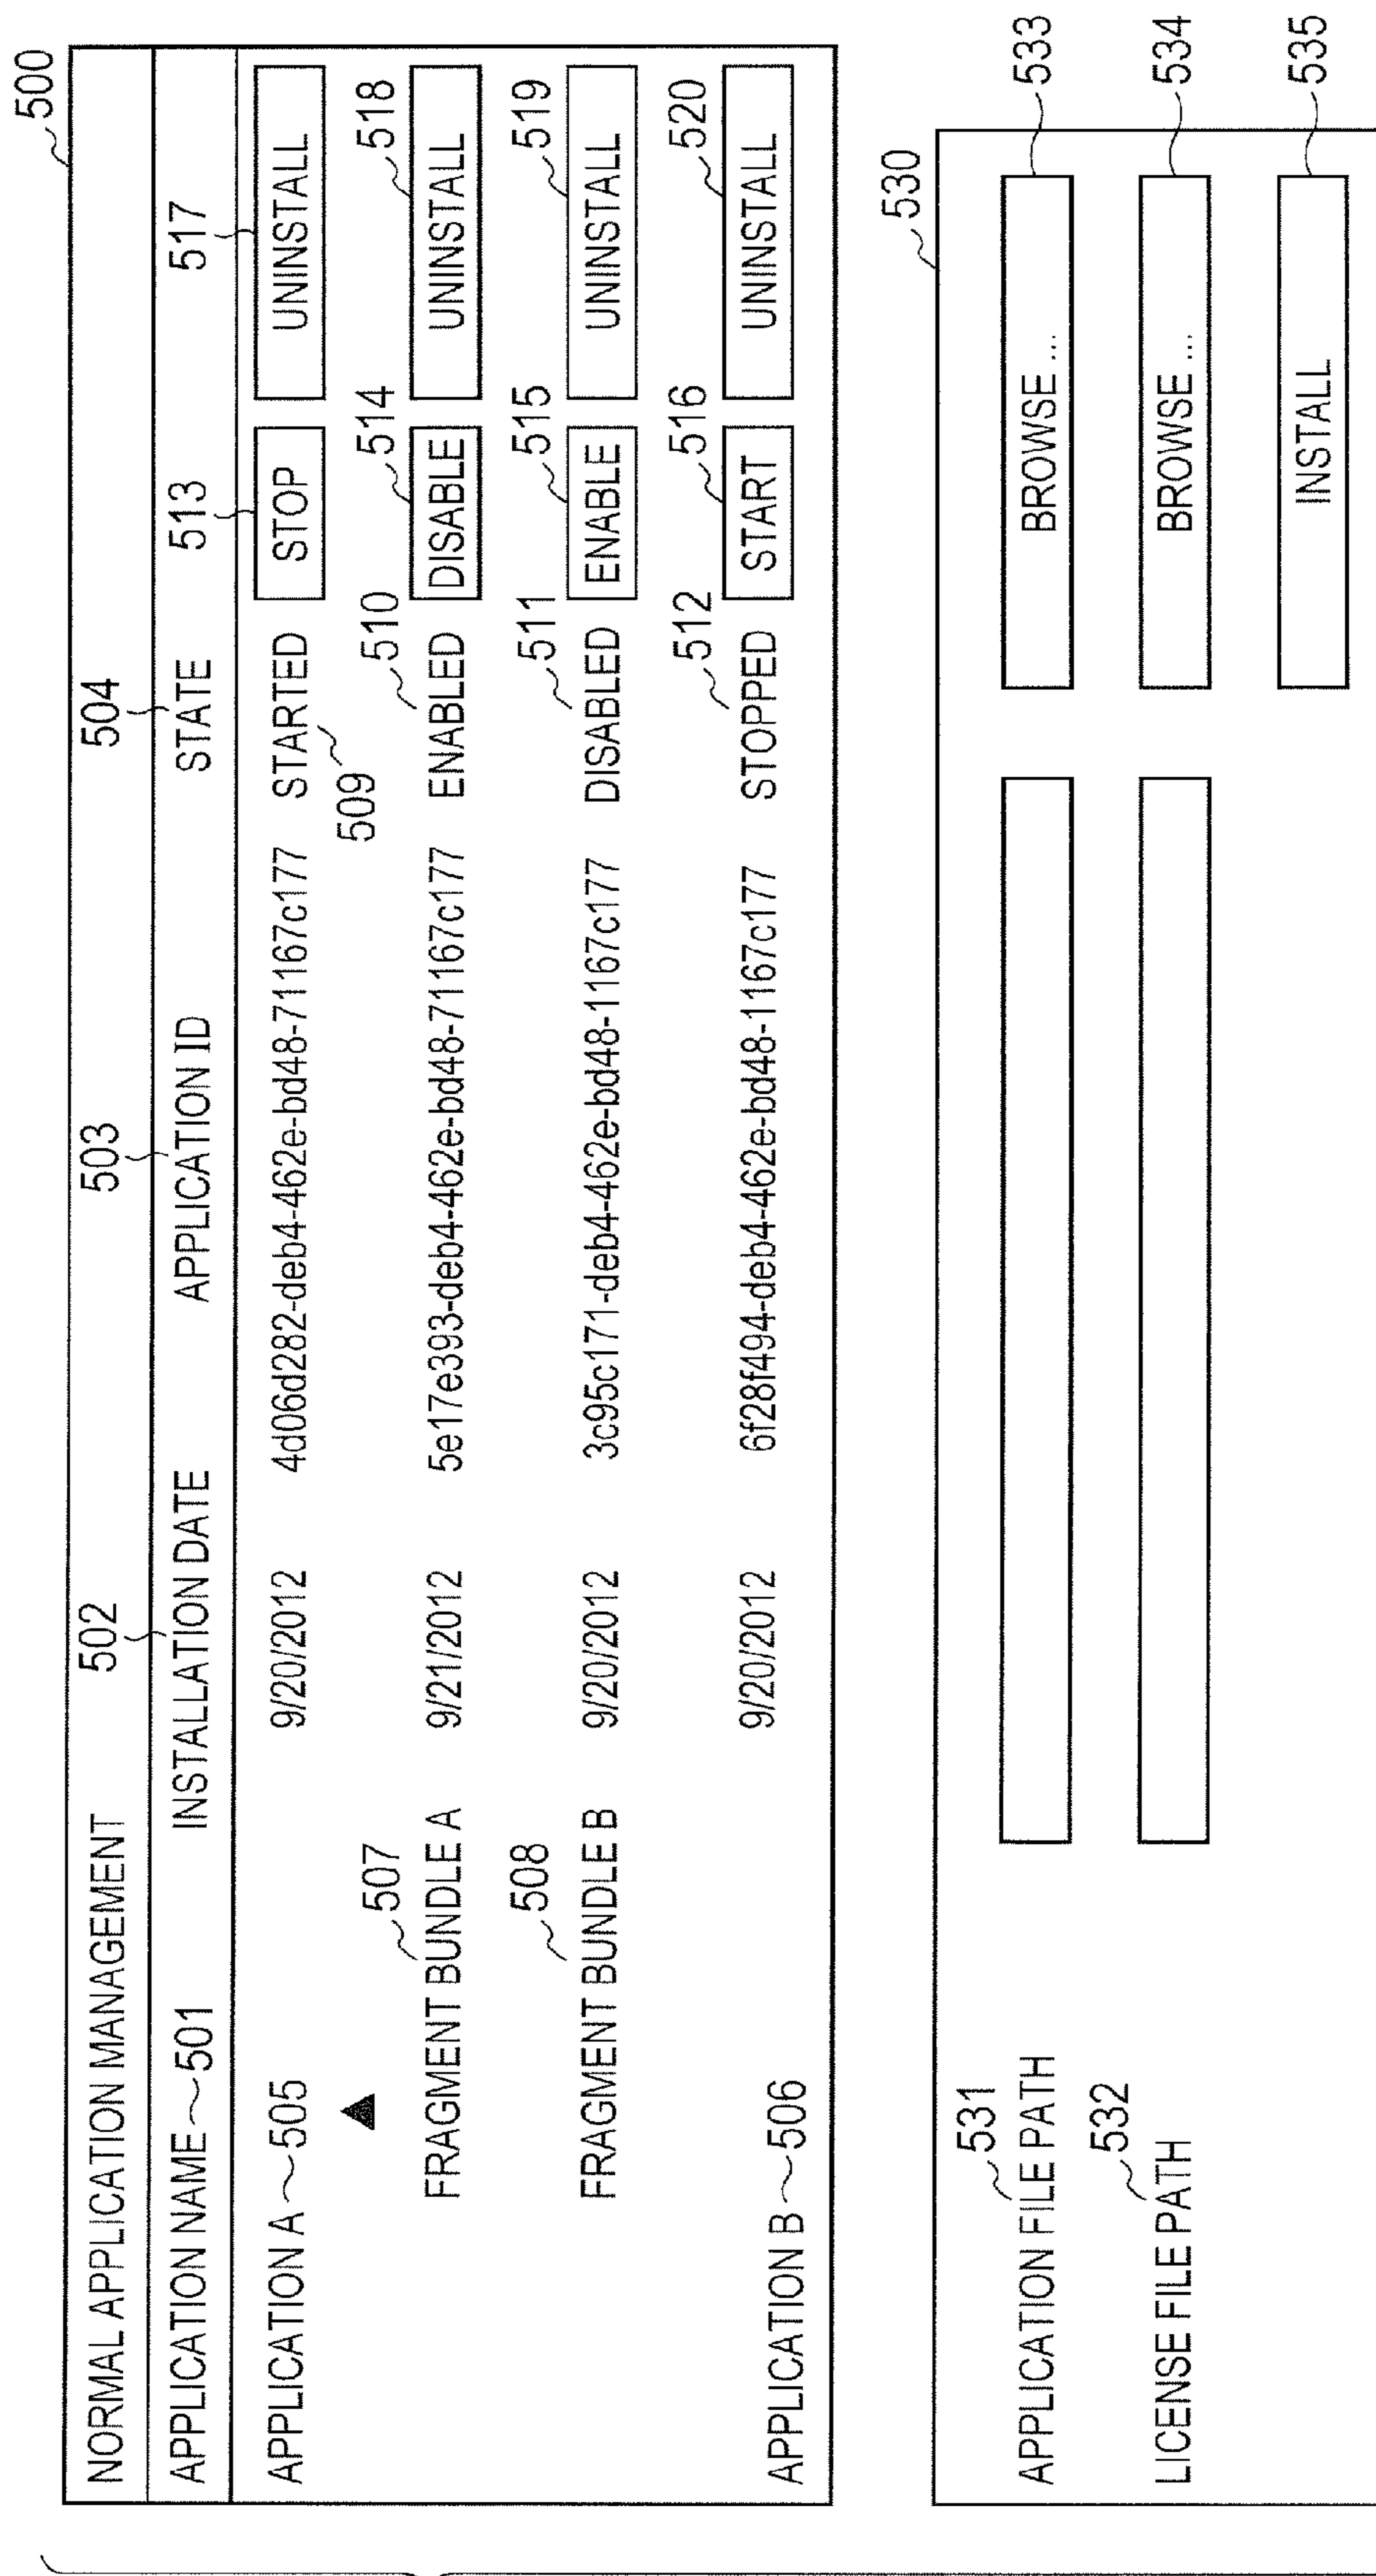 500
NORMAL APPLICATION MANAGEMENT
502
503
504
APPLICATION NAME 501
INSTALLATION DATE
APPLICATION ID
STATE
513
517
APPLICATION A 505
9/20/2012
4d06d282-deb4-462e-bd48-71167c177
STARTED
STOP
UNINSTALL
509
507
510
514
518
FRAGMENT BUNDLE A
9/21/2012
5e17e393-deb4-462e-bd48-71167c177
ENABLED
DISABLE
UNINSTALL
508
511
515
519
FRAGMENT BUNDLE B
9/20/2012
3c95c171-deb4-462e-bd48-1167c177
DISABLED
ENABLE
UNINSTALL
512
516
520
APPLICATION B 506
9/20/2012
6f28f494-deb4-462e-bd48-1167c177
STOPPED
START
UNINSTALL
530
531
APPLICATION FILE PATH
BROWSE ...
533
532
LICENSE FILE PATH
BROWSE ...
534
INSTALL
535